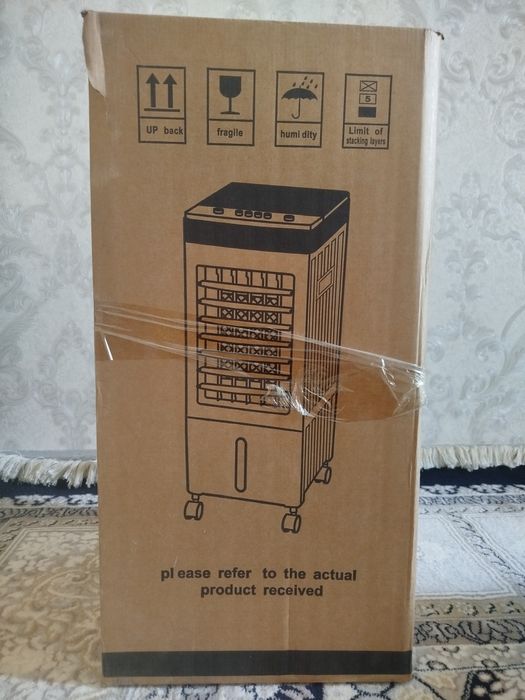 UP back
fragile
humi dity
5
Limit of
stacking layers
pl ease refer to the actual
product received